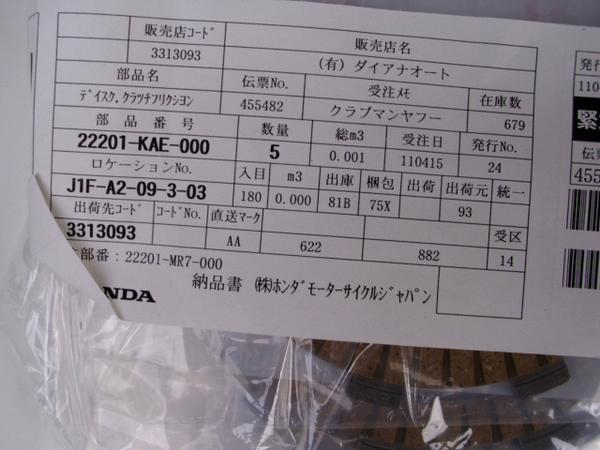 販売店コード 販売店名
3313093 (有) ダイアナオート
部品名 伝票No. 受注メモ 在庫数
デイスク,クラツチフリクシヨン 455482 クラブマンヤフー 679
部品番号 数量 総m3 受注日 発行No.
22201-KAE-000 5 0.001 110415 24
ロケーションNo. 入目 m3 出庫 梱包 出荷 出荷元 統一
J1F-A2-09-3-03 180 0.000 81B 75X 93
出荷先コード コードNo. 直送マーク 受区
3313093 AA 622 882 14
部番:22201-MR7-000
NDA 納品書 (株)ホンダモーターサイクルジャパン
発行
110
緊
伝票
455